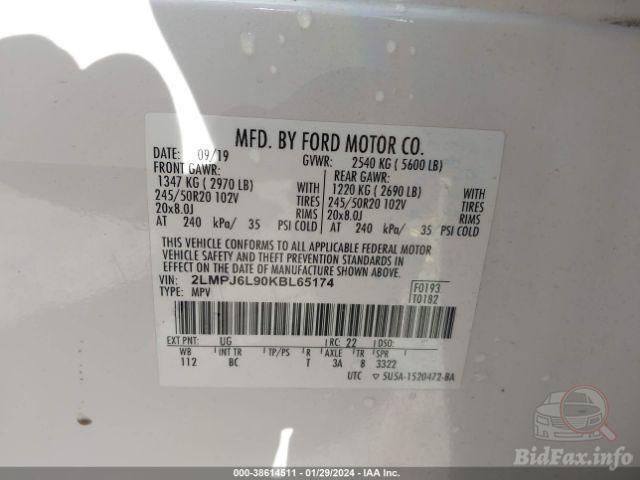 MFD. BY FORD MOTOR CO.
DATE: 09/19 GVWR: 2540 KG ( 5600 LB)
FRONT GAWR: REAR GAWR:
1347 KG ( 2970 LB) WITH 1220 KG ( 2690 LB) WITH
245/50R20 102V TIRES 245/50R20 102V TIRES
20x8.0J RIMS 20x8.0J RIMS
AT 240 kPa/ 35 PSI COLD AT 240 kPa/ 35 PSI COLD
THIS VEHICLE CONFORMS TO ALL APPLICABLE FEDERAL MOTOR
VEHICLE SAFETY AND THEFT PREVENTION STANDARDS IN
EFFECT ON THE DATE OF MANUFACTURE SHOWN ABOVE.
VIN: 2LMPJ6L90KBL65174 F0193
TYPE: MPV T0182
EXT PNT: UG RC: 22 DSO:
WB INT TR TP/PS R AXLE TR SPR
112 BC T 3A 8 3322
UTC 5U5A-1520472-BA
BidFax.info
000-38614511 - 01/29/2024 - IAA Inc.